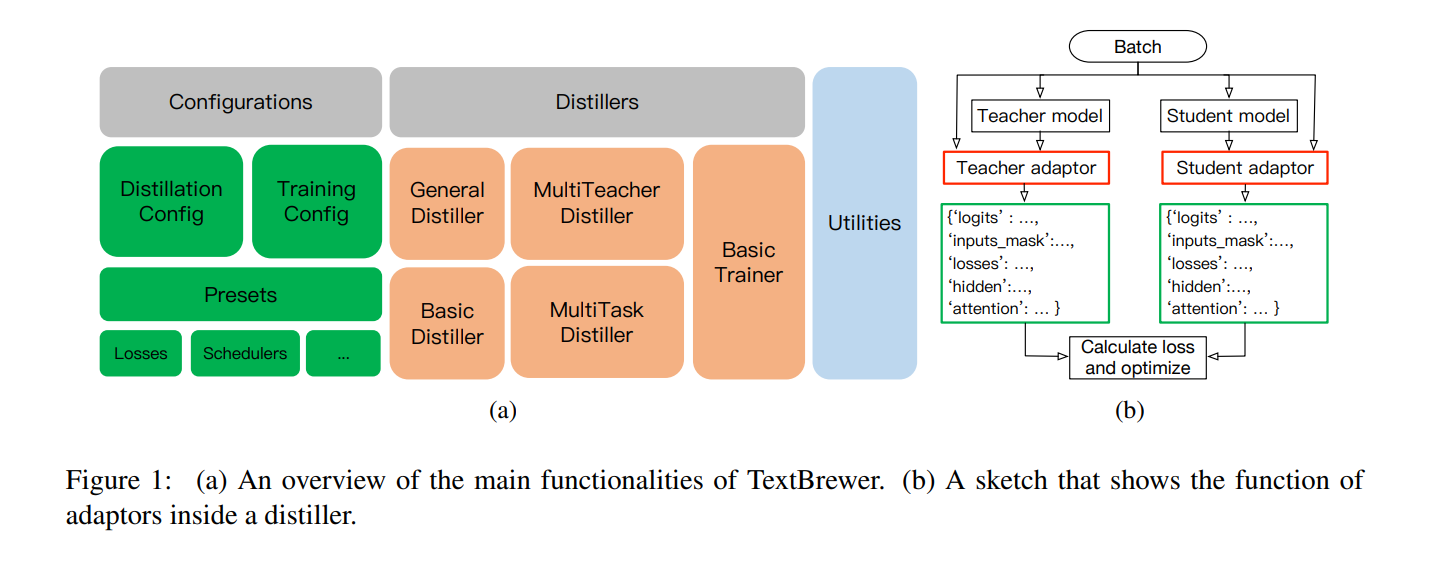 Configurations
Distillers
Distillation
Config
Training
Config
Presets
Losses
Schedulers
...
General
Distiller
MultiTeacher
Distiller
Basic
Distiller
MultiTask
Distiller
Basic
Trainer
Utilities
(a)
Batch
Teacher model
Student model
Teacher adaptor
Student adaptor
{‘logits’ : …,
‘inputs_mask’:…,
‘losses’: …,
‘hidden’:…,
‘attention’: … }
{‘logits’ : …,
‘inputs_mask’:…,
‘losses’: …,
‘hidden’:…,
‘attention’: … }
Calculate loss
and optimize
(b)
Figure 1: (a) An overview of the main functionalities of TextBrewer. (b) A sketch that shows the function of
adaptors inside a distiller.